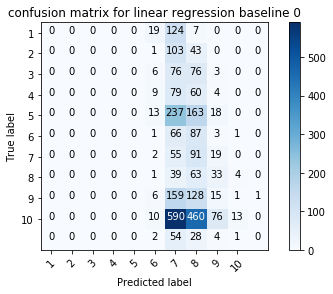 confusion matrix for linear regression baseline 0
1 0 0 0 0 0 19 124 7 0 0 0
2 0 0 0 0 0 1 103 43 0 0 0
3 0 0 0 0 0 6 76 76 3 0 0
4 0 0 0 0 0 9 79 60 4 0 0
5 0 0 0 0 0 13 237 163 18 0 0
6 0 0 0 0 0 1 66 87 3 1 0
7 0 0 0 0 0 2 55 91 19 0 0
8 0 0 0 0 0 1 39 63 33 4 0
9 0 0 0 0 0 6 159 128 15 1 1
10 0 0 0 0 0 10 590 460 76 13 0
0 0 0 0 0 2 54 28 4 1 0
True label
1 2 3 4 5 6 7 8 9 10
Predicted label
500
400
300
200
100
0